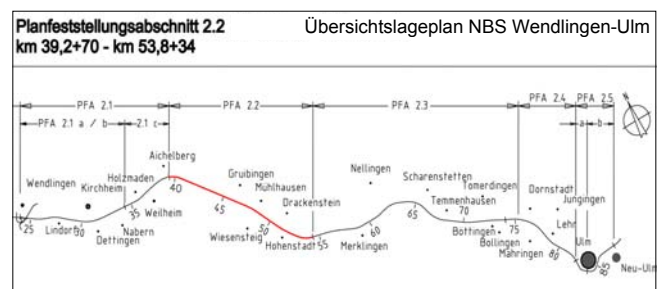 Planfeststellungsabschnitt 2.2
km 39,2+70 - km 53,8+34
Übersichtslageplan NBS Wendlingen-Ulm
PFA 2.1
PFA 2.2
PFA 2.3
PFA 2.4
PFA 2.5
PFA 2.1 a / b
2.1 c
a
b
N
Aichelberg
Wendlingen
Kirchheim
Holzmaden
40
35
Weilheim
25
Lindorf
30
Dettingen
Nabern
Gruibingen
Mühlhausen
Drackenstein
45
50
Wiesensteig
Hohenstadt
55
Nellingen
Scharenstetten
Tomerdingen
Temmenhausen
65
70
60
Merklingen
75
Bottingen
Bollingen
Mähringen
Dornstadt
Jungingen
Lehr
80
Ulm
85
Neu-Ulm